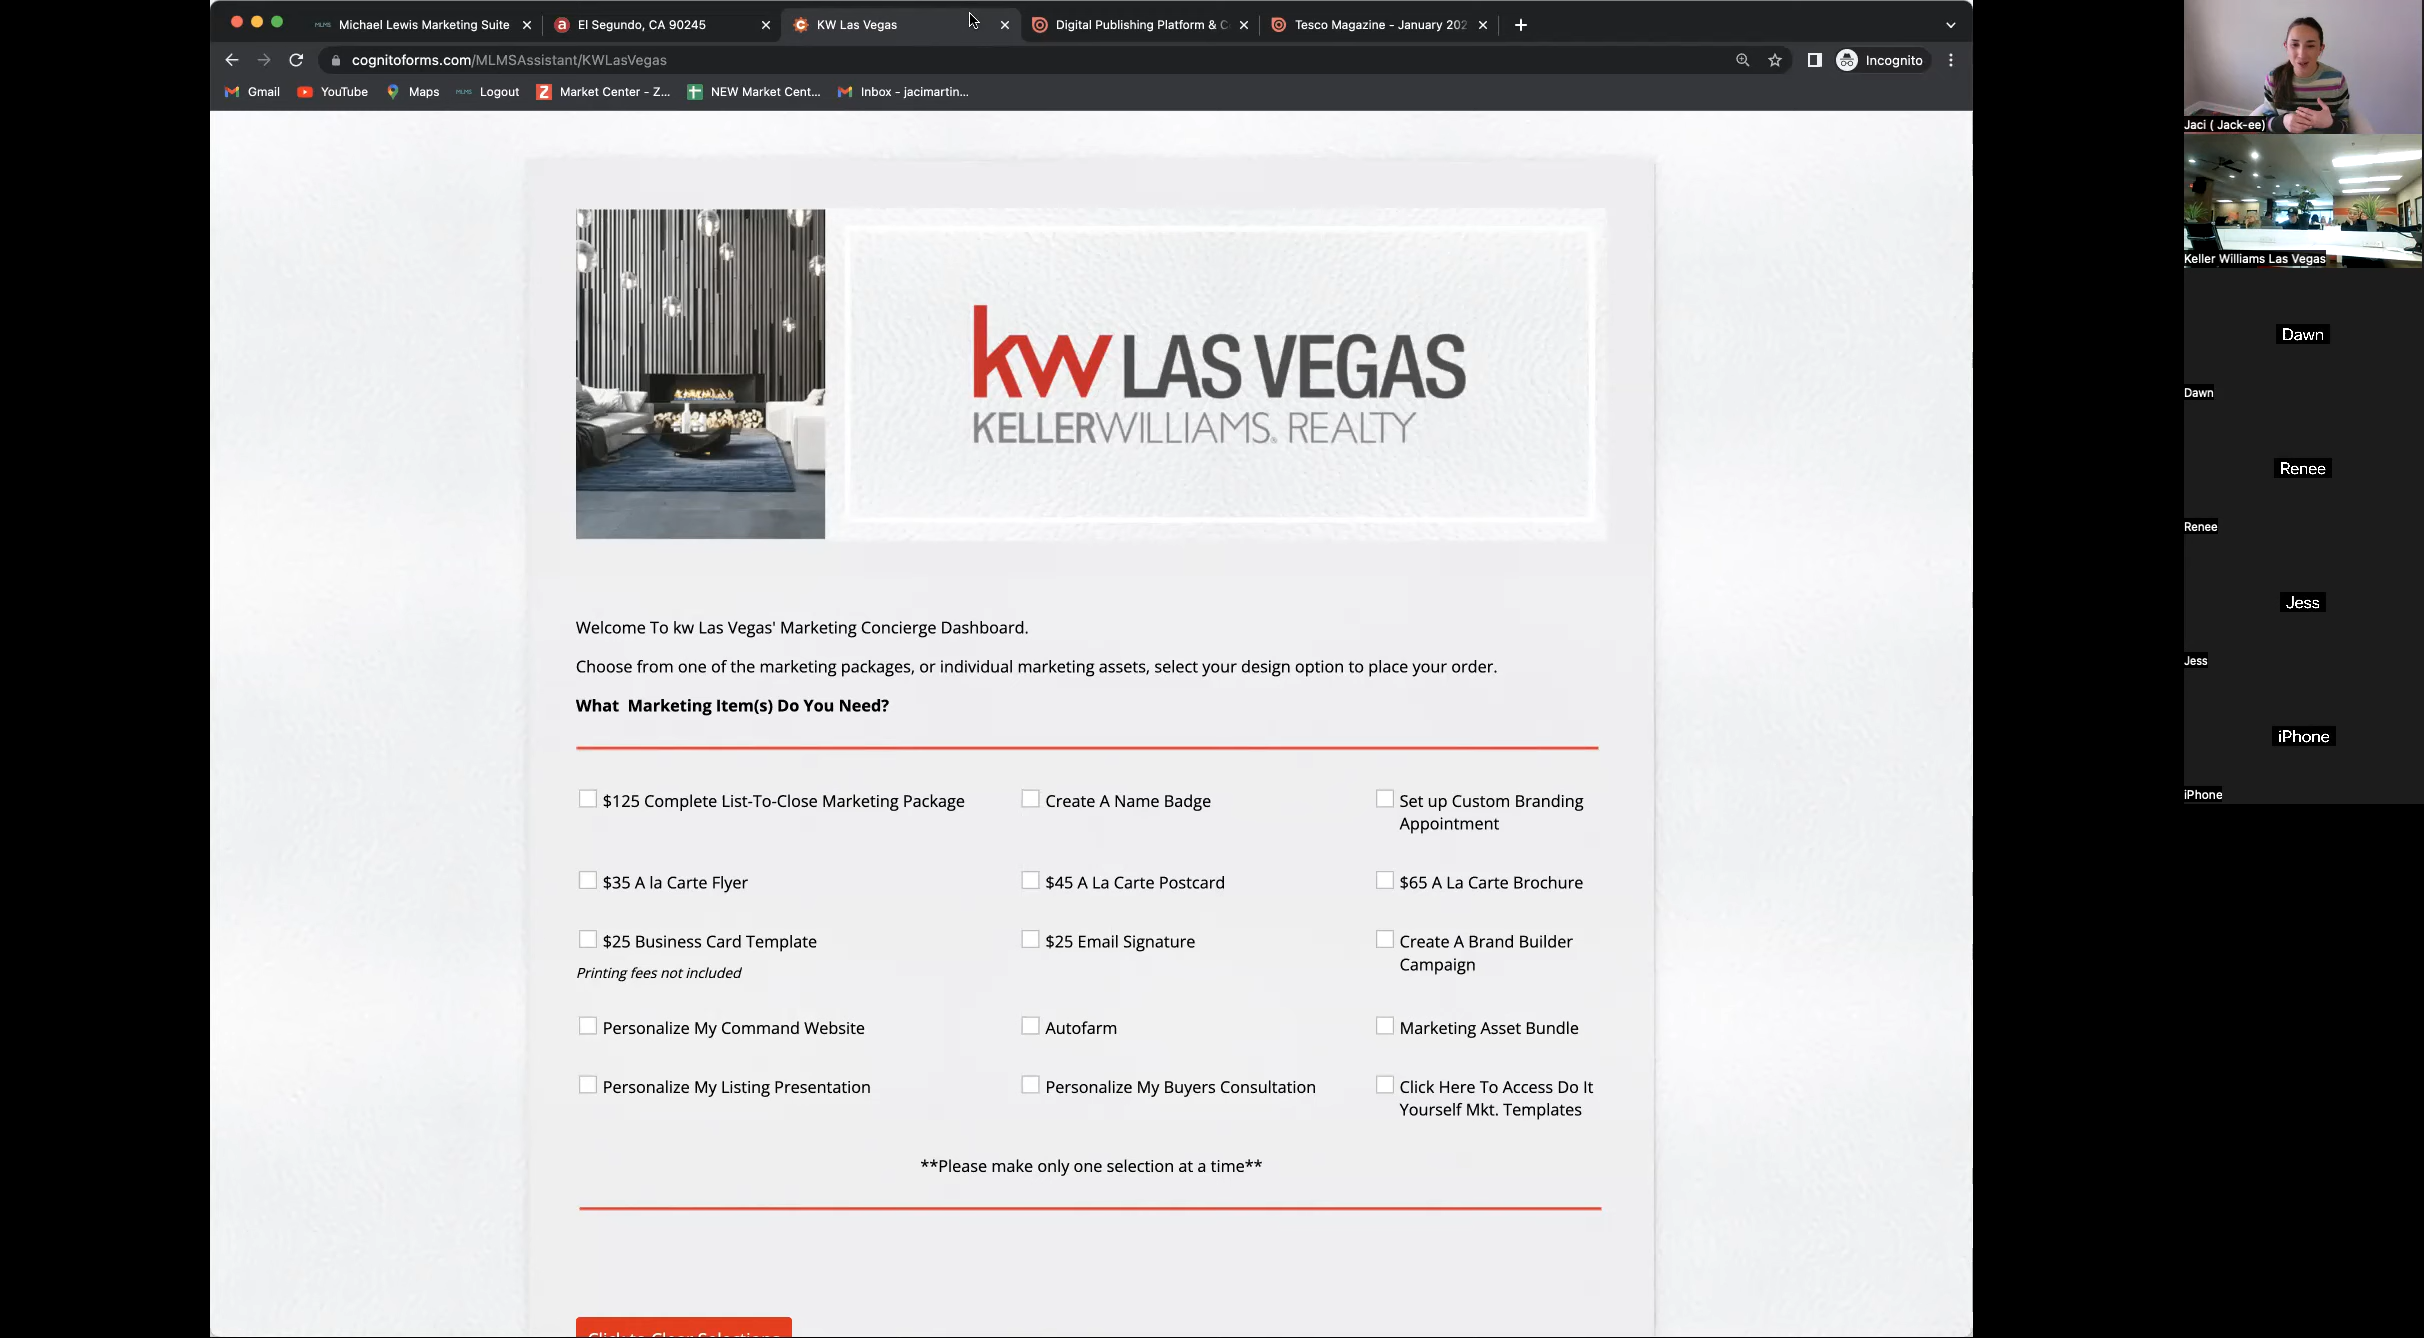 Michael Lewis Marketing Suite
El Segundo, CA 90245
KW Las Vegas
Digital Publishing Platform & C
Tesco Magazine - January 202
cognitoforms.com/MLMSAssistant/KWLasVegas
Incognito
Gmail
YouTube
Maps
Logout
Market Center - Z...
NEW Market Cent...
Inbox - jacimartin...
kw LAS VEGAS
KELLERWILLIAMS. REALTY
Welcome To kw Las Vegas' Marketing Concierge Dashboard.
Choose from one of the marketing packages, or individual marketing assets, select your design option to place your order.
What  Marketing Item(s) Do You Need?
$125 Complete List-To-Close Marketing Package
Create A Name Badge
Set up Custom Branding
Appointment
$35 A la Carte Flyer
$45 A La Carte Postcard
$65 A La Carte Brochure
$25 Business Card Template
Printing fees not included
$25 Email Signature
Create A Brand Builder
Campaign
Personalize My Command Website
Autofarm
Marketing Asset Bundle
Personalize My Listing Presentation
Personalize My Buyers Consultation
Click Here To Access Do It
Yourself Mkt. Templates
**Please make only one selection at a time**
Click to Clear Selections
Jaci ( Jack-ee)
Keller Williams Las Vegas
Dawn
Dawn
Renee
Renee
Jess
Jess
iPhone
iPhone